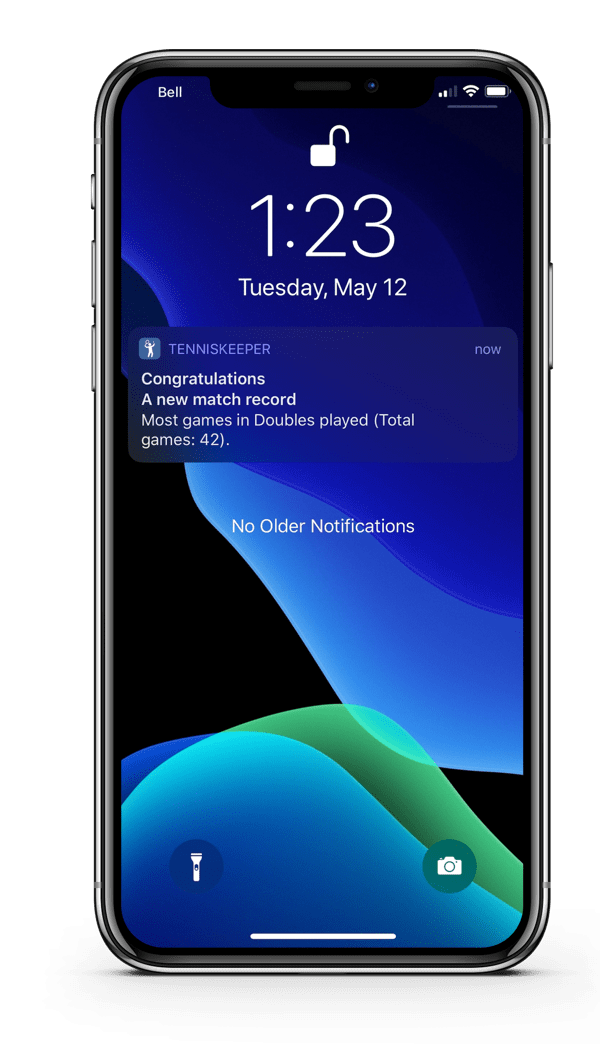 Bell
1:23
Tuesday, May 12
TENNISKEEPER now
Congratulations
A new match record
Most games in Doubles played (Total
games: 42).
No Older Notifications